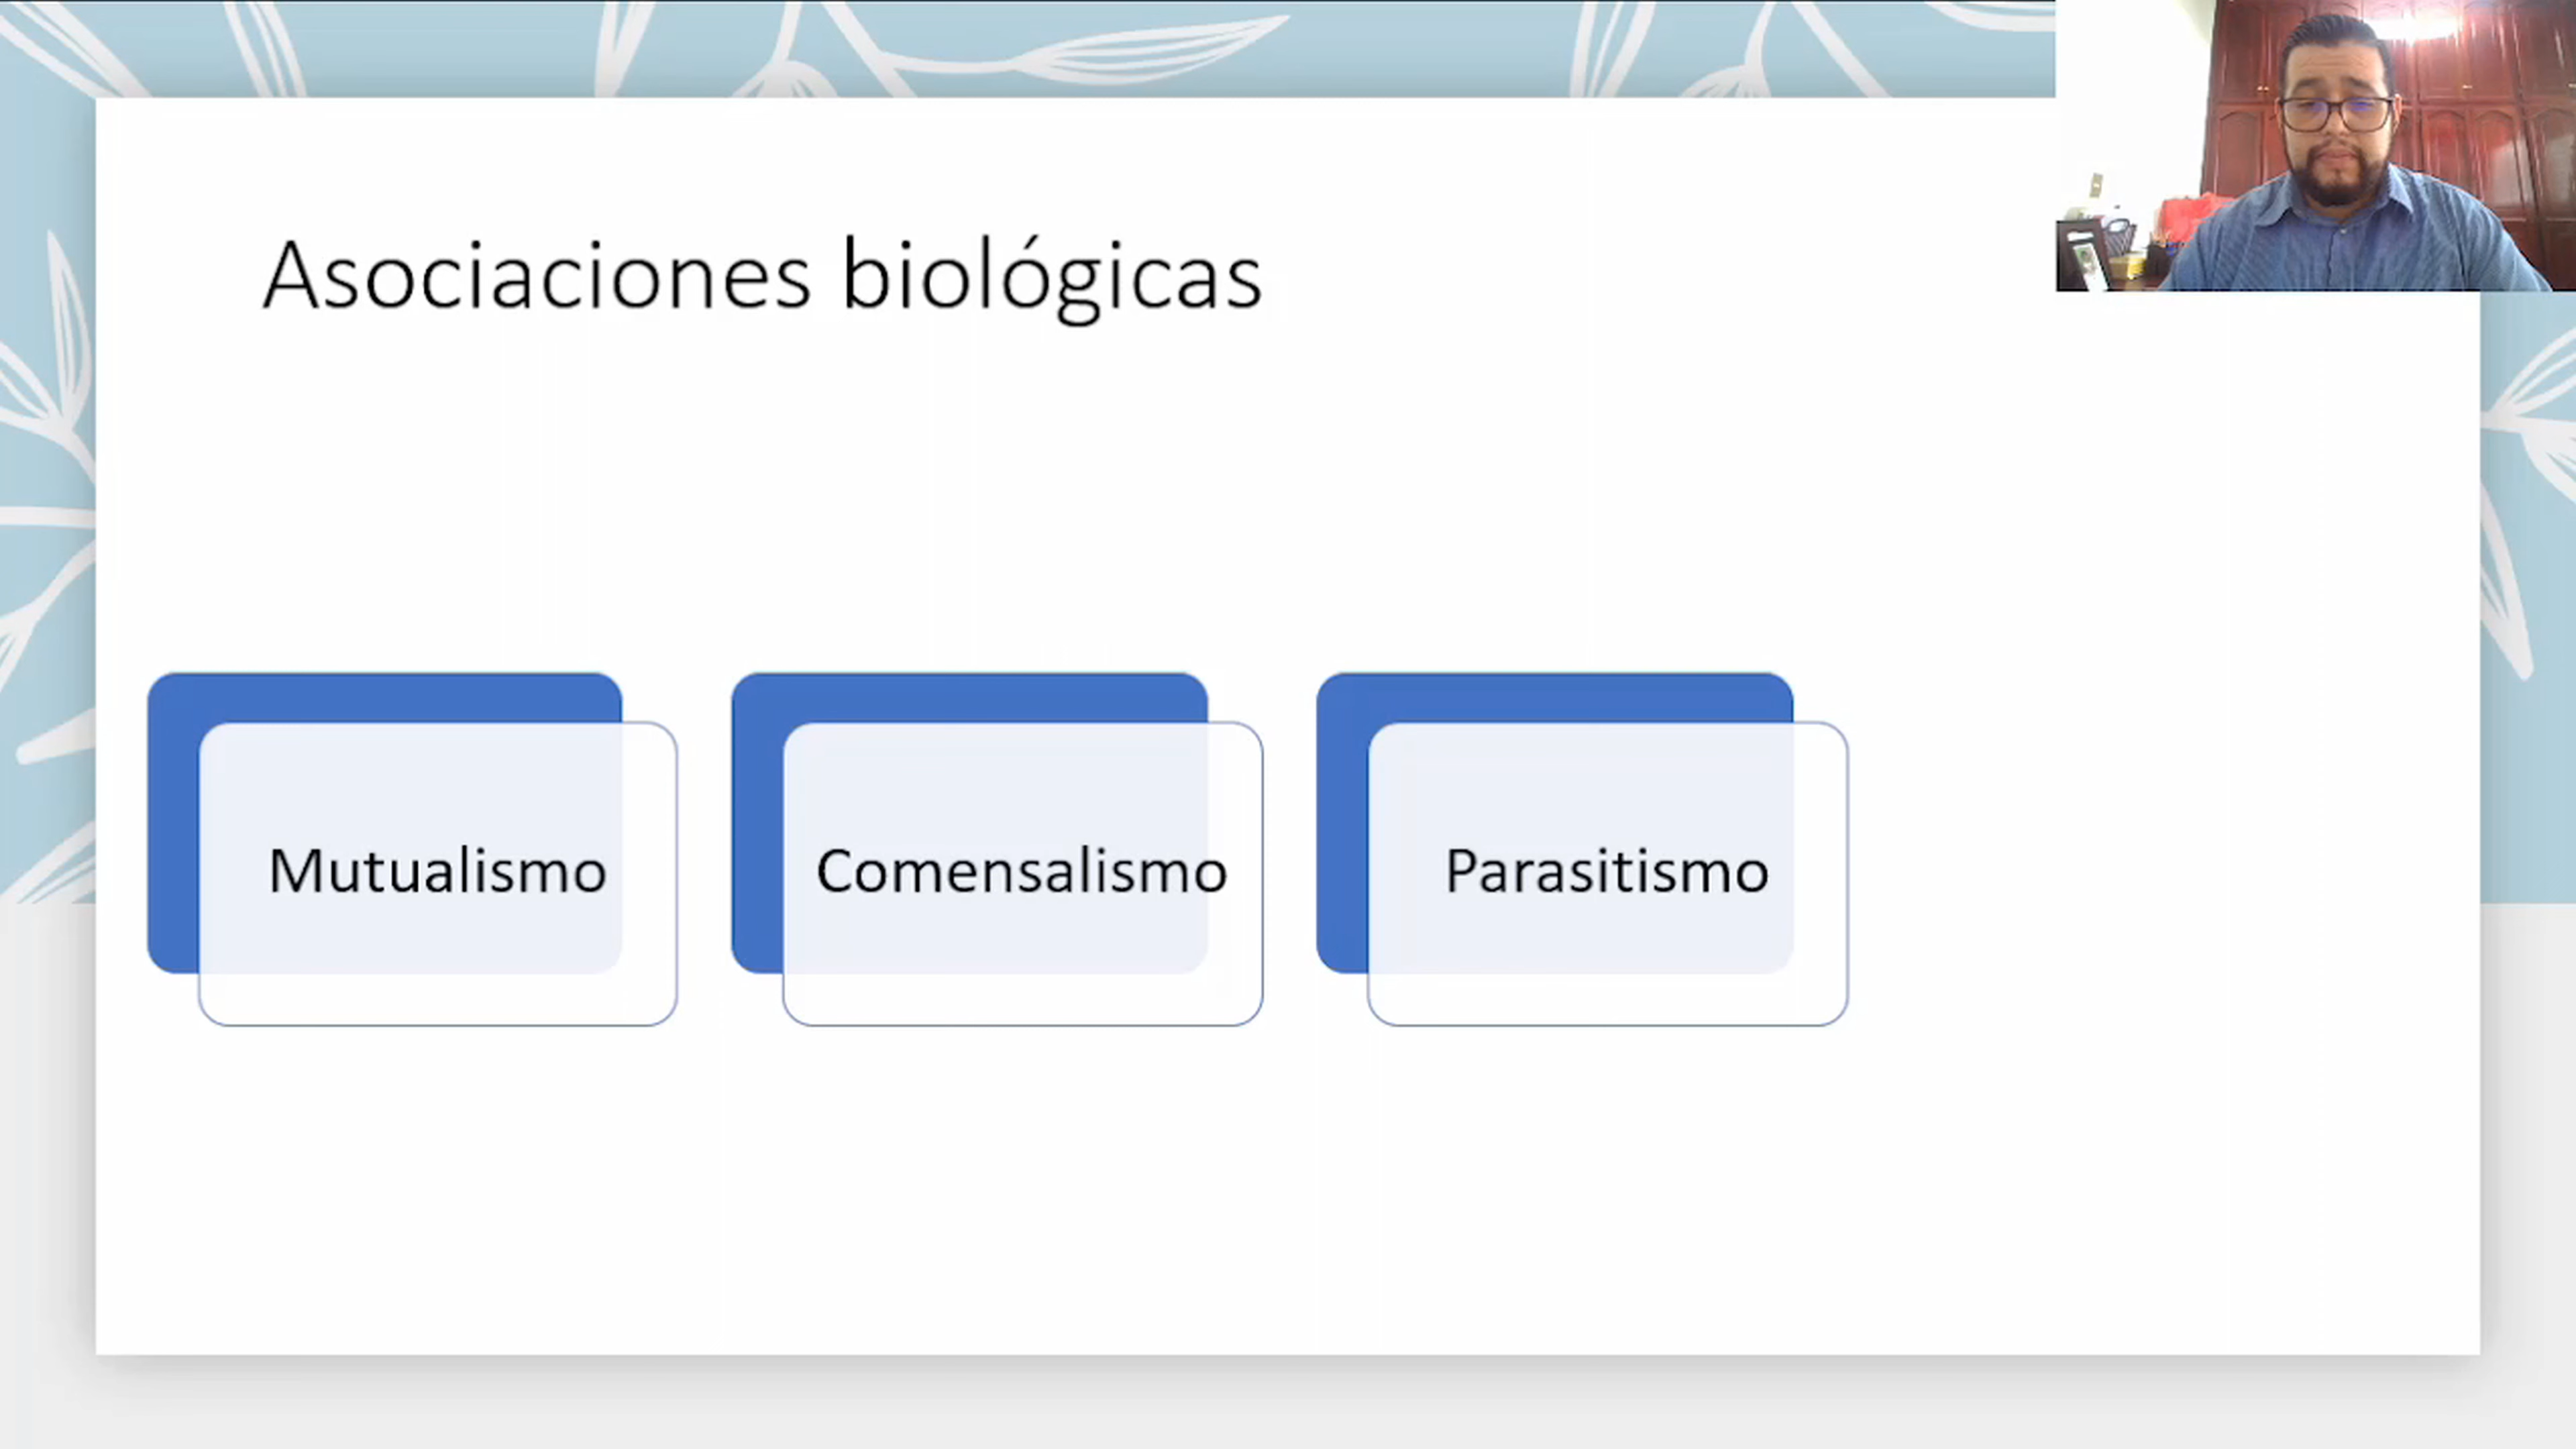 Asociaciones biológicas
Mutualismo
Comensalismo
Parasitismo